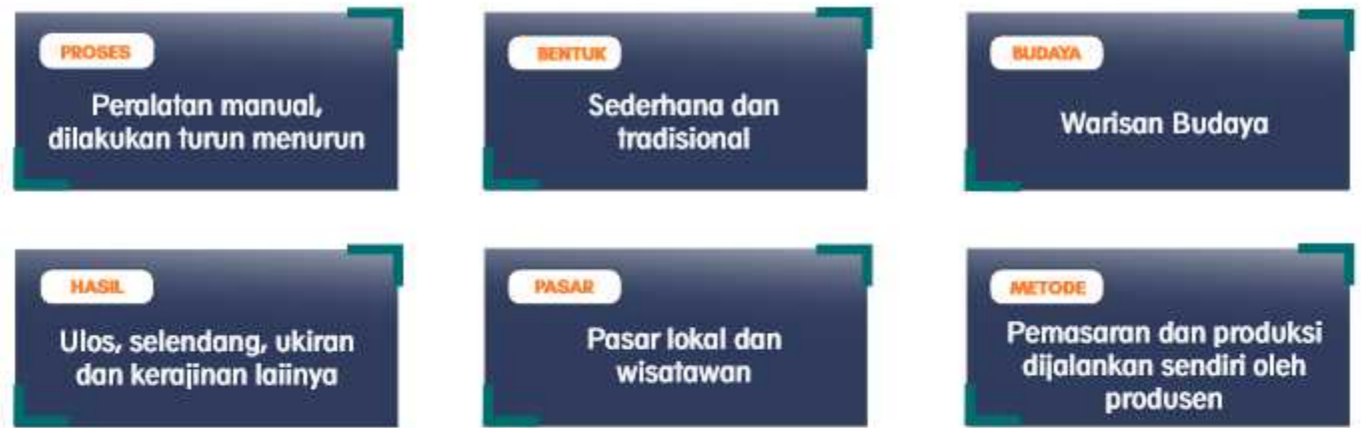 PROSES
Peralatan manual,
dilakukan turun menurun
BENTUK
Sederhana dan
tradisional
BUDAYA
Warisan Budaya
HASIL
Ulos, selendang, ukiran
dan kerajinan laiinya
PASAR
Pasar lokal dan
wisatawan
METODE
Pemasaran dan produksi
dijalankan sendiri oleh
produsen